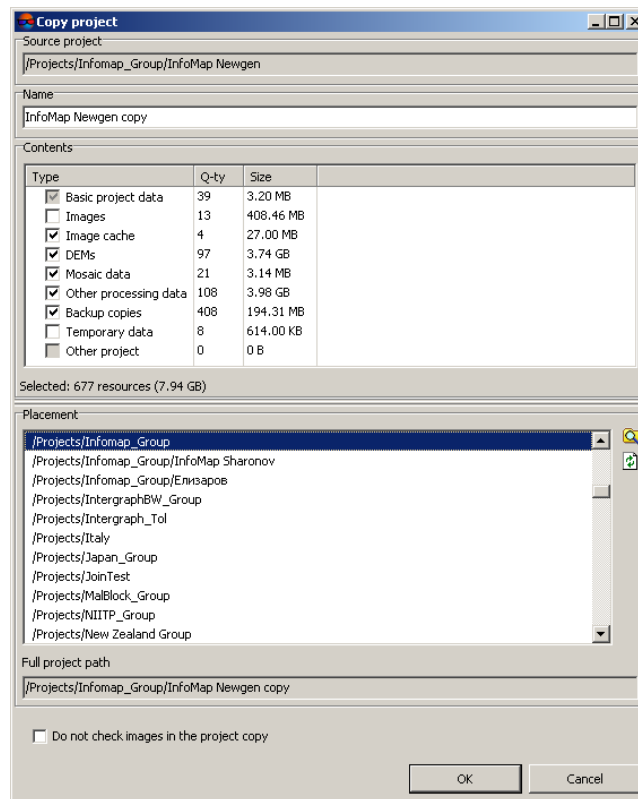 Copy project
Source project
/Projects/Infomap_Group/InfoMap Newgen
Name
InfoMap Newgen copy
Contents
Type Q-ty Size
Basic project data 39 3.20 MB
Images 13 408.46 MB
Image cache 4 27.00 MB
DEMs 97 3.74 GB
Mosaic data 21 3.14 MB
Other processing data 108 3.98 GB
Backup copies 408 194.31 MB
Temporary data 8 614.00 KB
Other project 0 0 B
Selected: 677 resources (7.94 GB)
Placement
/Projects/Infomap_Group
/Projects/Infomap_Group/InfoMap Sharonov
/Projects/Infomap_Group/Елизаров
/Projects/IntergraphBW_Group
/Projects/Intergraph_Tol
/Projects/Italy
/Projects/Japan_Group
/Projects/JoinTest
/Projects/MalBlock_Group
/Projects/NIITP_Group
/Projects/New Zealand Group
Full project path
/Projects/Infomap_Group/InfoMap Newgen copy
Do not check images in the project copy
OK Cancel